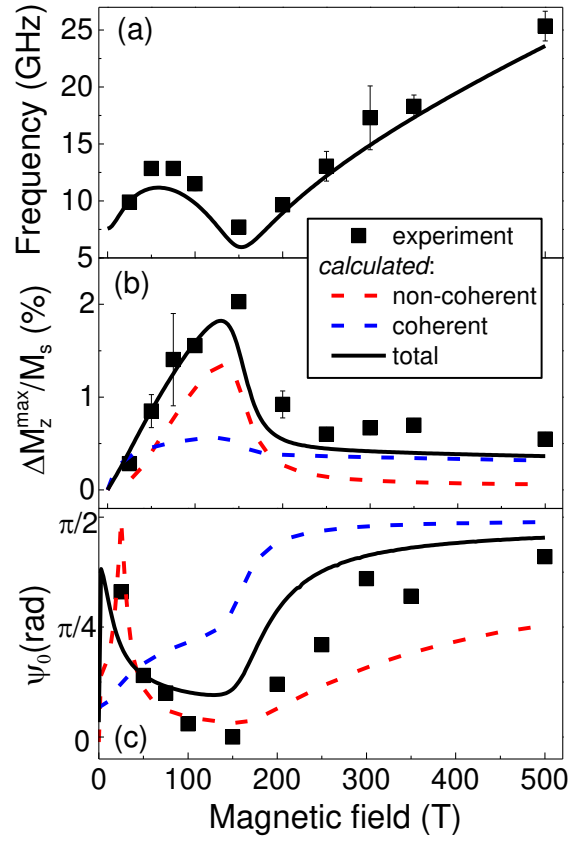 (a)
Frequency (GHz)
25
20
15
10
5
experiment
calculated:
non-coherent
coherent
total
(b)
ΔM_z^max/M_s (%)
2
1
0
(c)
ψ_0(rad)
π/2
π/4
0
0 100 200 300 400 500
Magnetic field (T)